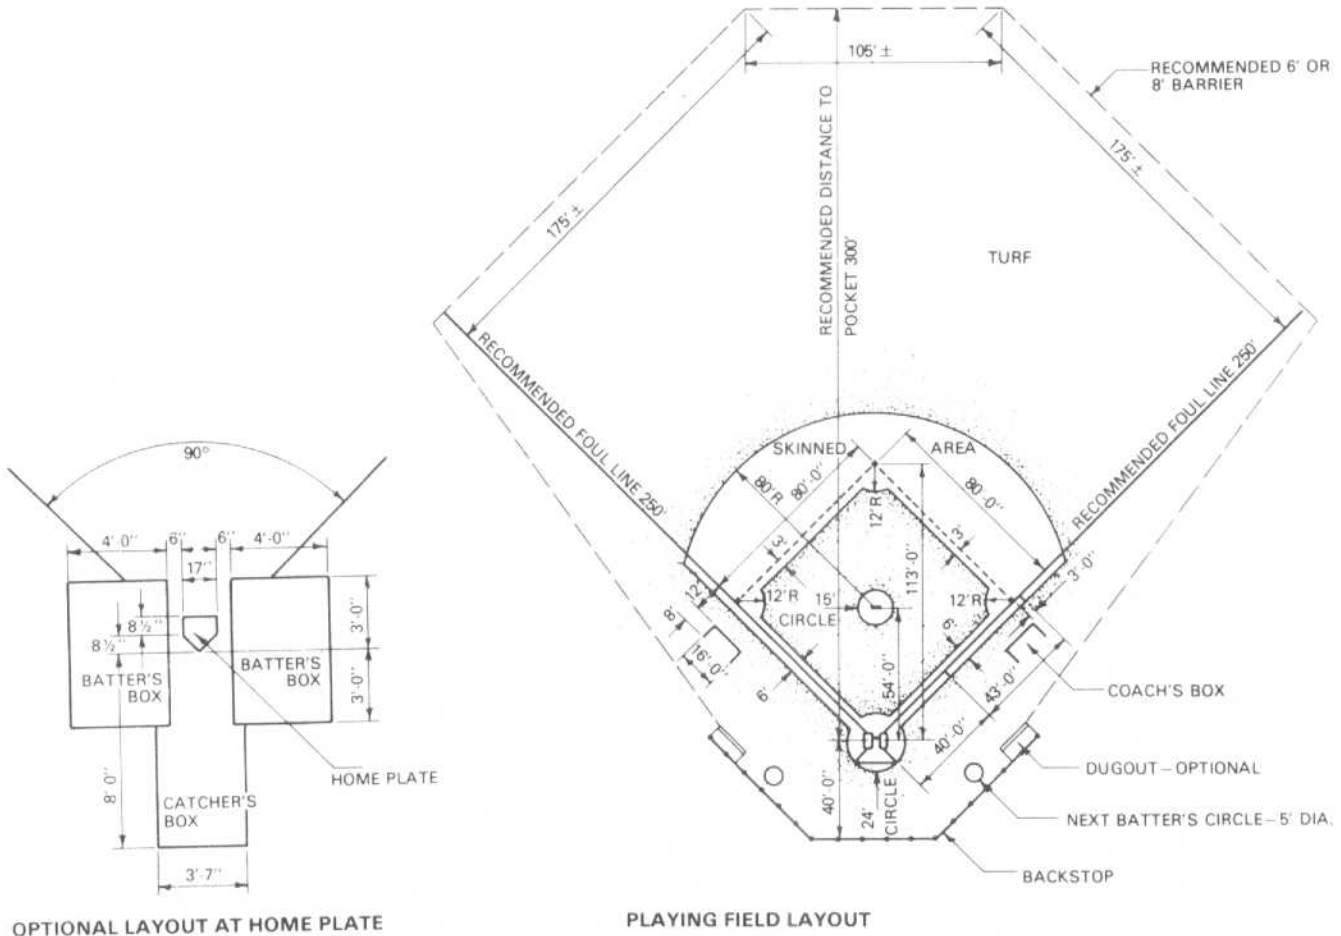 105' ±
RECOMMENDED 6' OR
8' BARRIER
RECOMMENDED DISTANCE TO
POCKET 300'
175' ±
175' ±
TURF
RECOMMENDED FOUL LINE 250'
RECOMMENDED FOUL LINE 250'
SKINNED
AREA
80'R
80'-0"
80'-0"
12'R
3'
3'
113'-0"
12'
12'R
15'
CIRCLE
12'R
3'-0"
8'
16'-0"
6'
6'
54'-0"
43'-0"
COACH'S BOX
40'-0"
40'-0"
24'
CIRCLE
DUGOUT—OPTIONAL
NEXT BATTER'S CIRCLE—5' DIA.
BACKSTOP
PLAYING FIELD LAYOUT
90°
4'-0"
6"
6"
4'-0"
17"
8 ½"
8 ½"
3'-0"
3'-0"
BATTER'S
BOX
BATTER'S
BOX
HOME PLATE
8' 0"
CATCHER'S
BOX
3'-7"
OPTIONAL LAYOUT AT HOME PLATE